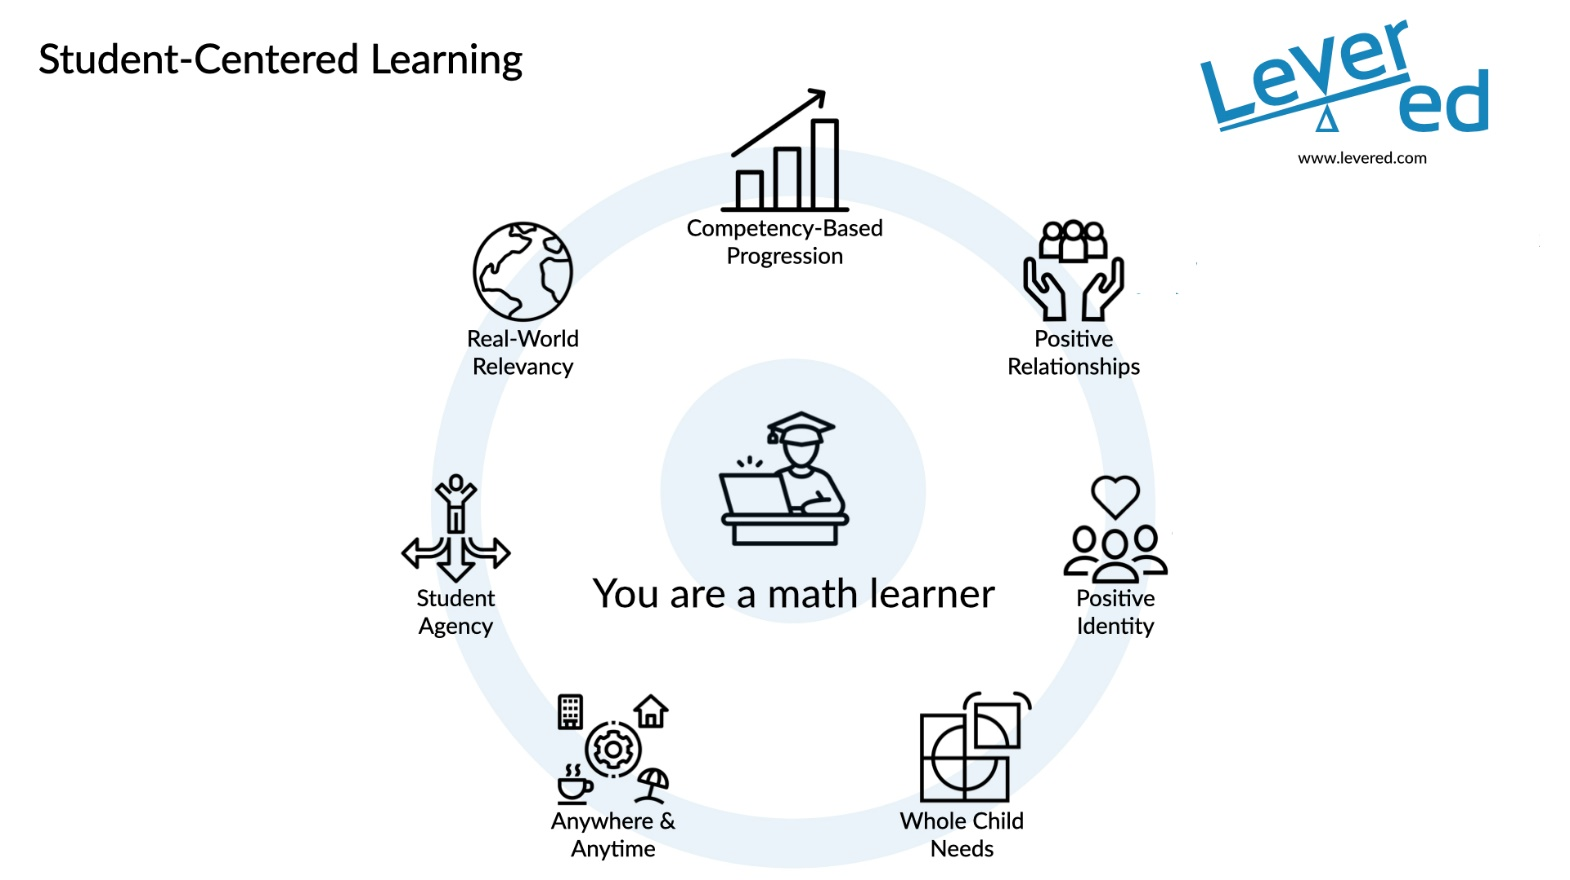 Student-Centered Learning
Lever
ed
www.levered.com
Competency-Based
Progression
Real-World
Relevancy
Positive
Relationships
Student
Agency
You are a math learner
Positive
Identity
Anywhere &
Anytime
Whole Child
Needs